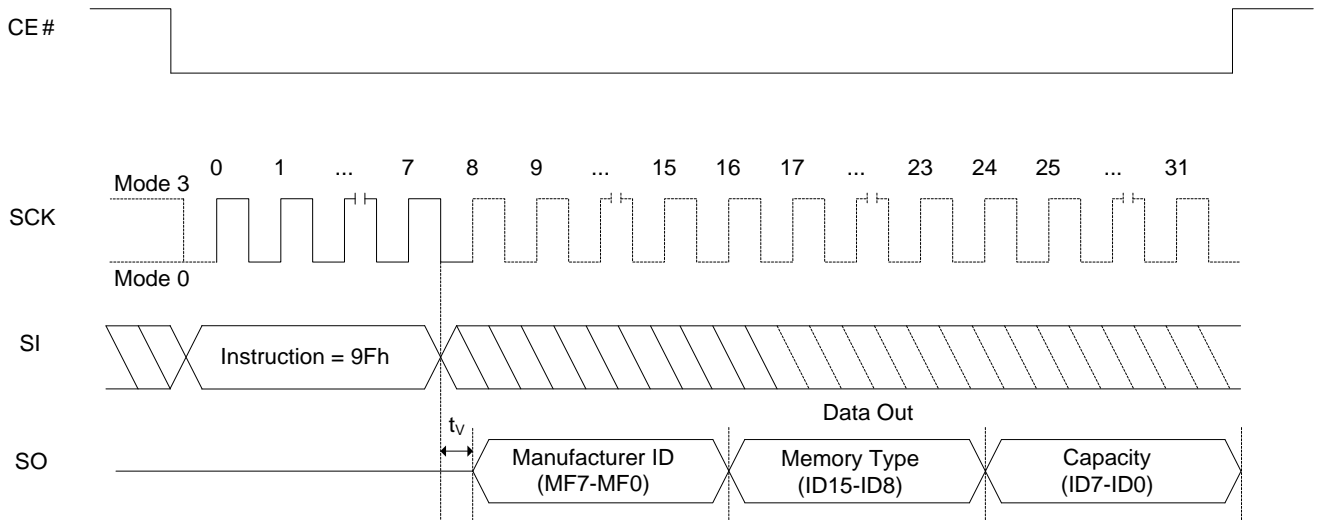 CE#
0 1 ... 7 8 9 ... 15 16 17 ... 23 24 25 ... 31
Mode 3
SCK
Mode 0
SI
Instruction = 9Fh
Data Out
tV
SO
Manufacturer ID
(MF7-MF0)
Memory Type
(ID15-ID8)
Capacity
(ID7-ID0)